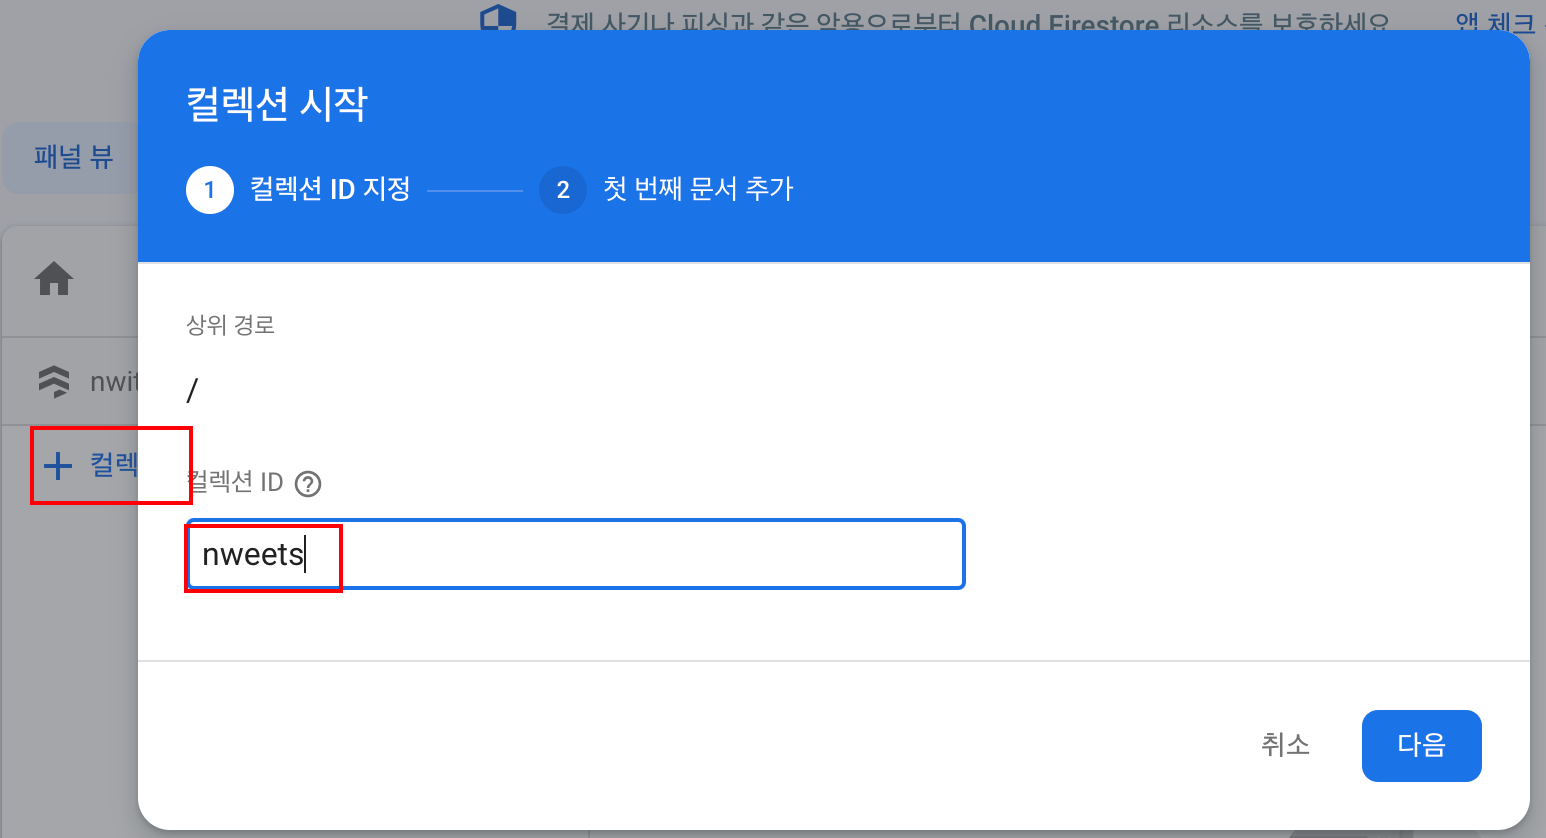 결제 사기나 피싱과 같은 악용으로부터 Cloud Firestore 리소스를 보호하세요 앱 체크
컬렉션 시작
패널 뷰
1 컬렉션 ID 지정 2 첫 번째 문서 추가
상위 경로
/
nwit
컬렉
컬렉션 ID ?
nweets
취소 다음